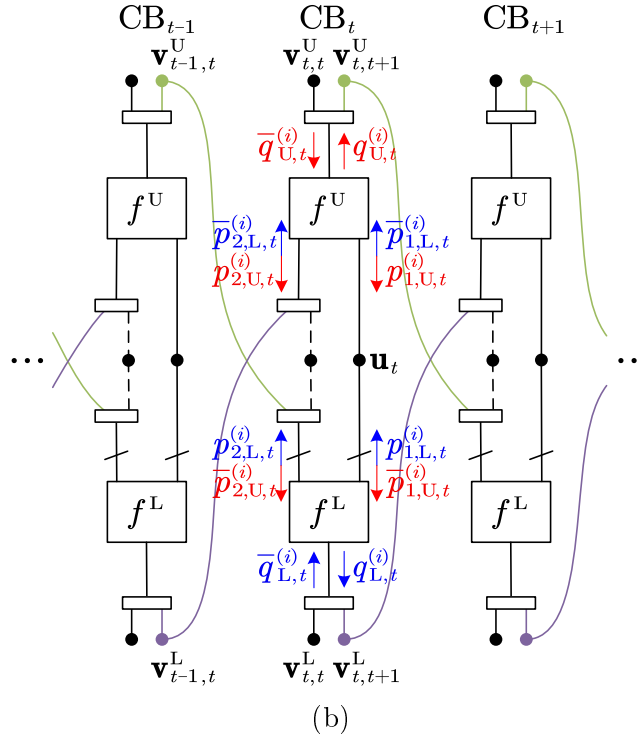 CB_{t-1} CB_t CB_{t+1}
v^U_{t-1,t} v^U_{t,t} v^U_{t,t+1}
q̅^{(i)}_{U,t} q^{(i)}_{U,t}
f^U f^U f^U
p̅^{(i)}_{2,L,t} p̅^{(i)}_{1,L,t}
p^{(i)}_{2,U,t} p^{(i)}_{1,U,t}
... u_t ..
p^{(i)}_{2,L,t} p^{(i)}_{1,L,t}
p̅^{(i)}_{2,U,t} p̅^{(i)}_{1,U,t}
f^L f^L f^L
q̅^{(i)}_{L,t} q^{(i)}_{L,t}
v^L_{t-1,t} v^L_{t,t} v^U_{t,t+1}
(b)